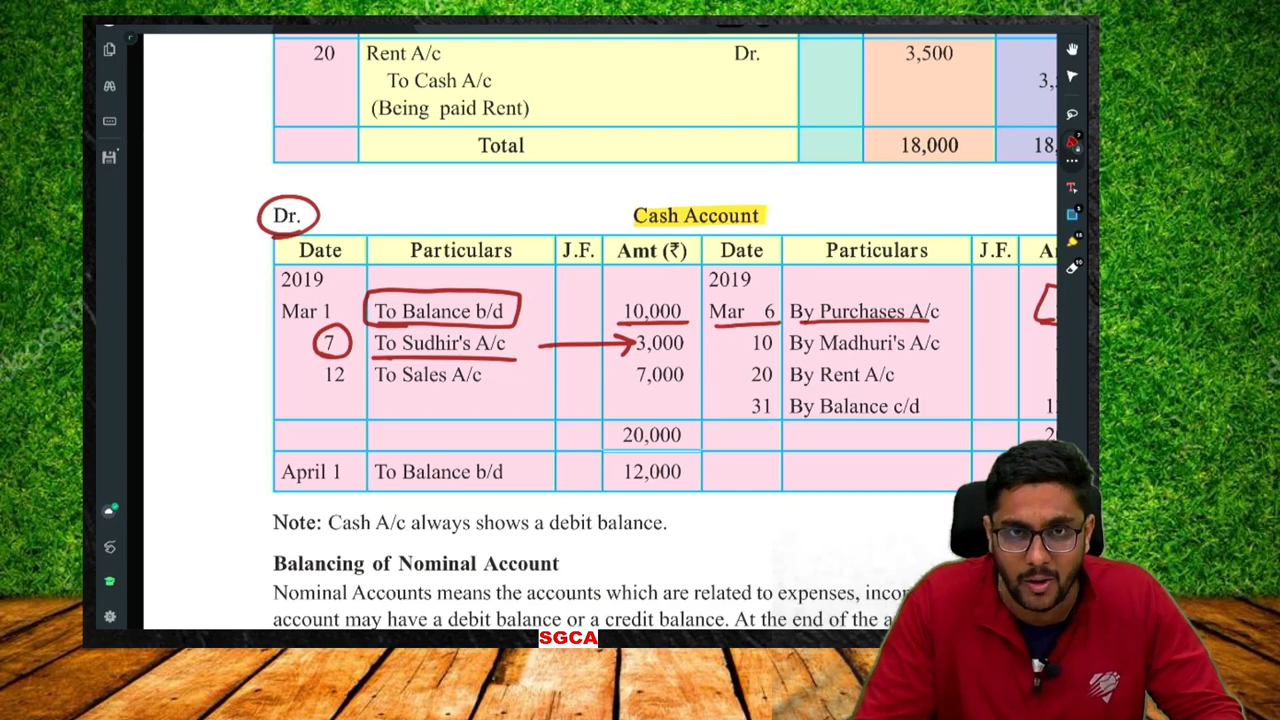 20 Rent A/c Dr. 3,500
To Cash A/c
(Being paid Rent)
Total 18,000 18,
Dr. Cash Account
Date Particulars J.F. Amt (₹) Date Particulars J.F.
2019 2019
Mar 1 To Balance b/d 10,000 Mar 6 By Purchases A/c
7 To Sudhir's A/c 3,000 10 By Madhuri's A/c
12 To Sales A/c 7,000 20 By Rent A/c
31 By Balance c/d
20,000
April 1 To Balance b/d 12,000
Note: Cash A/c always shows a debit balance.
Balancing of Nominal Account
Nominal Accounts means the accounts which are related to expenses,
account may have a debit balance or a credit balance. At the end of the
SGCA